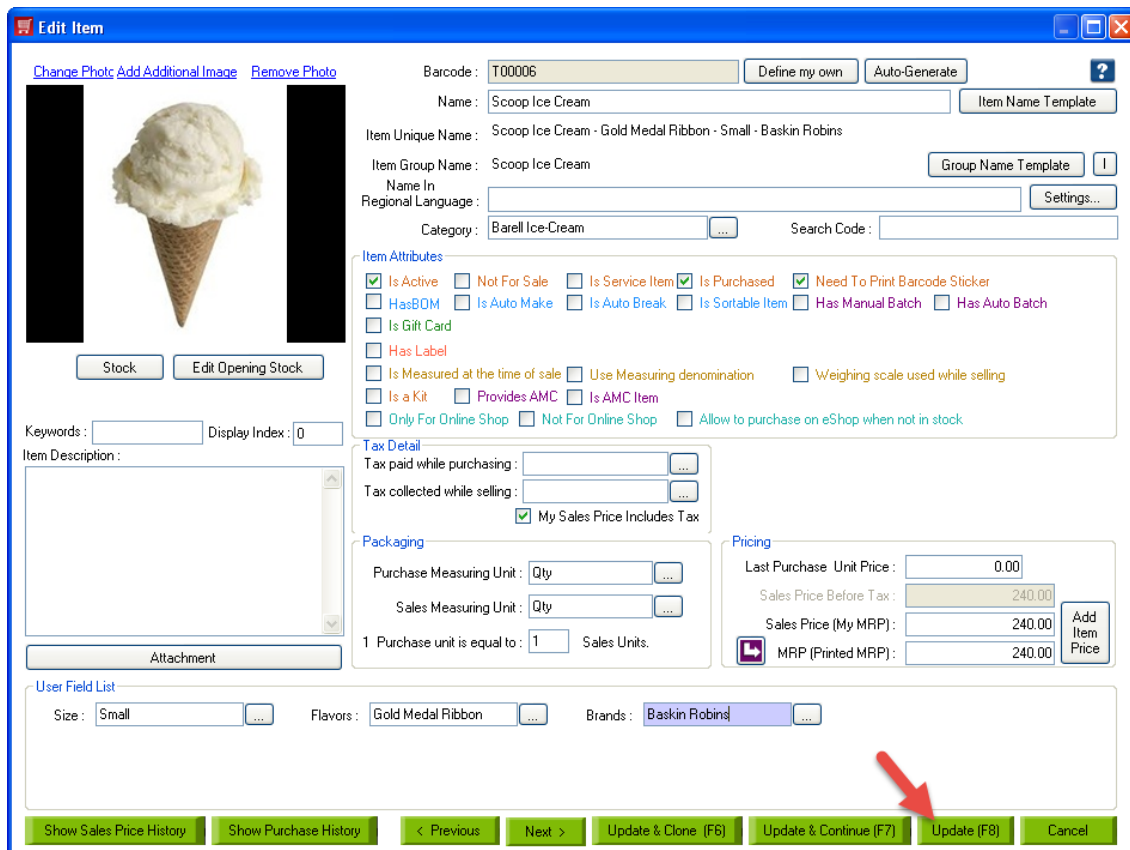 Edit Item
Change Photo Add Additional Image Remove Photo
Barcode : T00006 Define my own Auto-Generate ?
Name : Scoop Ice Cream Item Name Template
Item Unique Name : Scoop Ice Cream - Gold Medal Ribbon - Small - Baskin Robins
Item Group Name : Scoop Ice Cream Group Name Template I
Name In
Regional Language : Settings...
Category : Barell Ice-Cream ... Search Code :
Item Attributes
Is Active Not For Sale Is Service Item Is Purchased Need To Print Barcode Sticker
HasBOM Is Auto Make Is Auto Break Is Sortable Item Has Manual Batch Has Auto Batch
Is Gift Card
Has Label
Is Measured at the time of sale Use Measuring denomination Weighing scale used while selling
Is a Kit Provides AMC Is AMC Item
Only For Online Shop Not For Online Shop Allow to purchase on eShop when not in stock
Stock Edit Opening Stock
Keywords : Display Index : 0
Item Description :
Attachment
Tax Detail
Tax paid while purchasing : ...
Tax collected while selling : ...
My Sales Price Includes Tax
Packaging
Purchase Measuring Unit : Qty ...
Sales Measuring Unit : Qty ...
1 Purchase unit is equal to : 1 Sales Units.
Pricing
Last Purchase Unit Price : 0.00
Sales Price Before Tax : 240.00
Sales Price (My MRP) : 240.00
MRP (Printed MRP) : 240.00
Add
Item
Price
User Field List
Size : Small ... Flavors : Gold Medal Ribbon ... Brands : Baskin Robins ...
Show Sales Price History Show Purchase History < Previous Next > Update & Clone (F6) Update & Continue (F7) Update (F8) Cancel